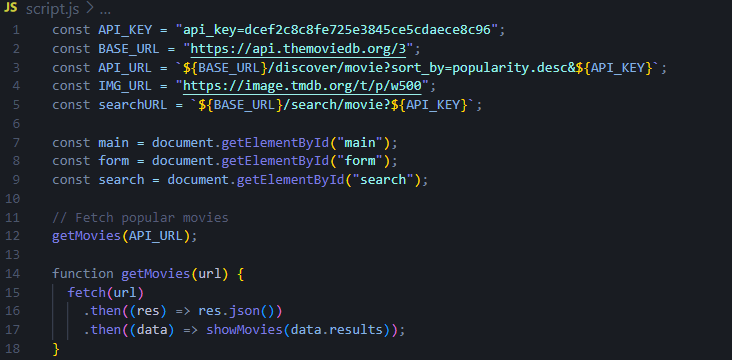 JS script.js > ...
1 const API_KEY = "api_key=dcef2c8c8fe725e3845ce5cdaece8c96";
2 const BASE_URL = "https://api.themoviedb.org/3";
3 const API_URL = `${BASE_URL}/discover/movie?sort_by=popularity.desc&${API_KEY}`;
4 const IMG_URL = "https://image.tmdb.org/t/p/w500";
5 const searchURL = `${BASE_URL}/search/movie?${API_KEY}`;
6
7 const main = document.getElementById("main");
8 const form = document.getElementById("form");
9 const search = document.getElementById("search");
10
11 // Fetch popular movies
12 getMovies(API_URL);
13
14 function getMovies(url) {
15   fetch(url)
16     .then((res) => res.json())
17     .then((data) => showMovies(data.results));
18 }